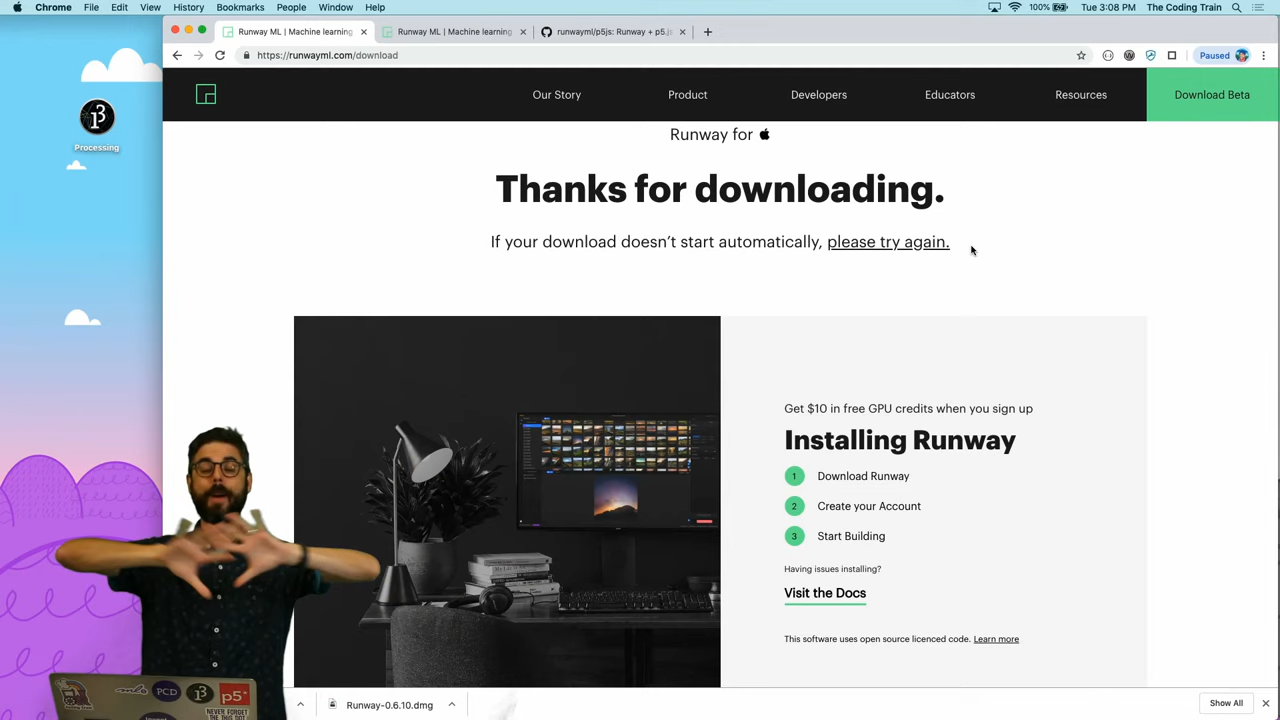 Chrome File Edit View History Bookmarks People Window Help
100% Tue 3:08 PM The Coding Train
Runway ML | Machine learning
Runway ML | Machine learning
runwayml/p5js: Runway + p5.js
https://runwayml.com/download
Paused
Our Story Product Developers Educators Resources Download Beta
Processing
Runway for
Thanks for downloading.
If your download doesn’t start automatically, please try again.
Get $10 in free GPU credits when you sign up
Installing Runway
1 Download Runway
2 Create your Account
3 Start Building
Having issues installing?
Visit the Docs
This software uses open source licenced code. Learn more
PCD
p5*
NEVER
Runway-0.6.10.dmg
Show All